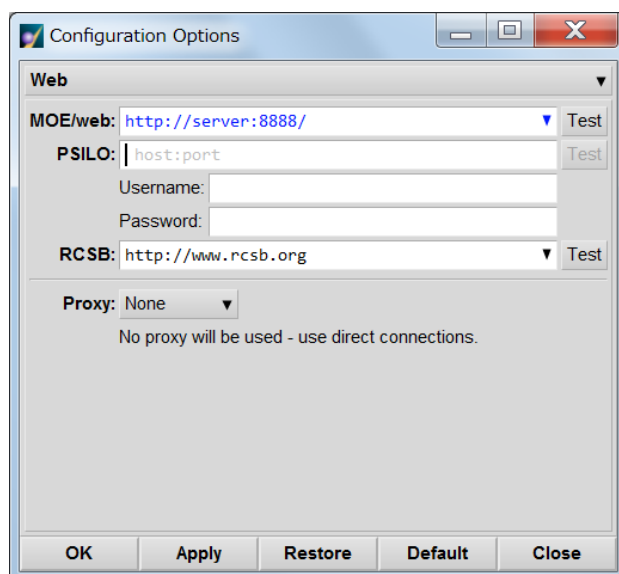 Configuration Options
Web
MOE/web: http://server:8888/ Test
PSILO: host:port Test
Username:
Password:
RCSB: http://www.rcsb.org Test
Proxy: None
No proxy will be used - use direct connections.
OK Apply Restore Default Close